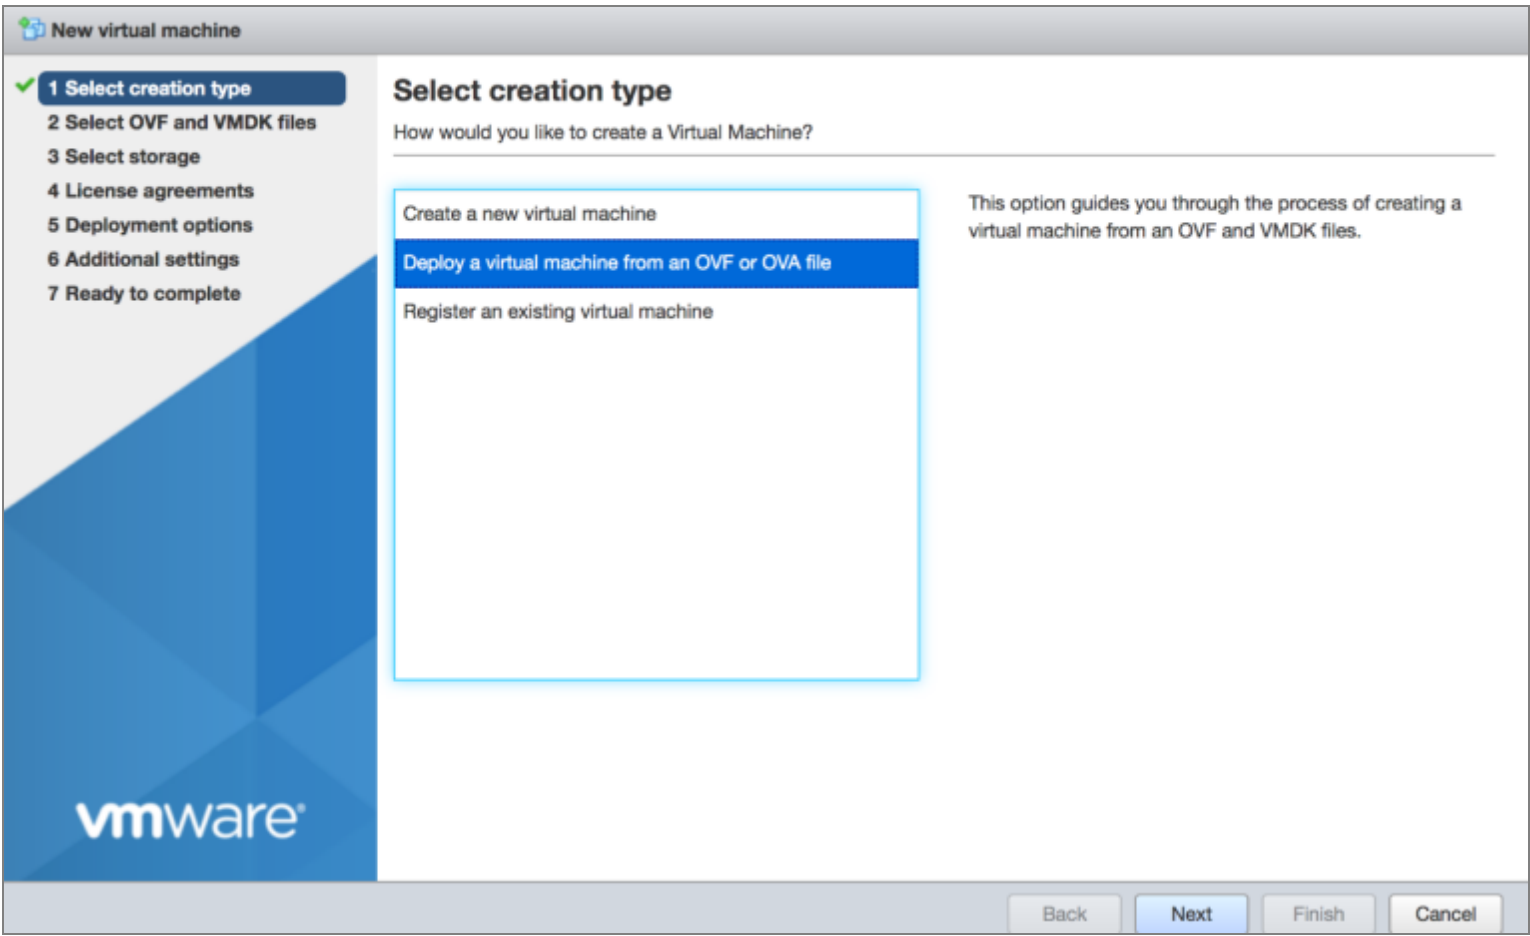 New virtual machine
1 Select creation type
2 Select OVF and VMDK files
3 Select storage
4 License agreements
5 Deployment options
6 Additional settings
7 Ready to complete
vmware®
Select creation type
How would you like to create a Virtual Machine?
Create a new virtual machine
Deploy a virtual machine from an OVF or OVA file
Register an existing virtual machine
This option guides you through the process of creating a
virtual machine from an OVF and VMDK files.
Back
Next
Finish
Cancel